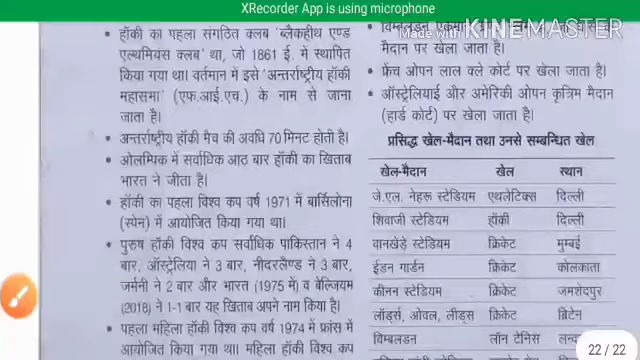 XRecorder App is using microphone
Made with KINEMASTER
हॉकी का पहला संगठित क्लब 'ब्लैकहीथ एण्ड
एल्थमियंस क्लब' था, जो 1861 ई. में स्थापित
किया गया था। वर्तमान में इसे 'अन्तर्राष्ट्रीय हॉकी
महासभा' (एफ.आई.एच.) के नाम से जाना
जाता है।
• अन्तर्राष्ट्रीय हॉकी मैच की अवधि 70 मिनट होती है।
• ओलम्पिक में सर्वाधिक आठ बार हॉकी का खिताब
भारत ने जीता है।
• हॉकी का पहला विश्व कप वर्ष 1971 में बार्सिलोना
(स्पेन) में आयोजित किया गया था।
• पुरुष हॉकी विश्व कप सर्वाधिक पाकिस्तान ने 4
बार, ऑस्ट्रेलिया ने 3 बार, नीदरलैण्ड ने 3 बार,
जर्मनी ने 2 बार और भारत (1975 में) व बेल्जियम
(2018) ने 1-1 बार यह खिताब अपने नाम किया है।
• पहला महिला हॉकी विश्व कप वर्ष 1974 में फ्रांस में
आयोजित किया गया था। महिला हॉकी विश्व कप
विम्बलडन
मैदान पर खेला जाता है।
• फ्रेंच ओपन लाल क्ले कोर्ट पर खेला जाता है।
• ऑस्ट्रेलियाई और अमेरिकी ओपन कृत्रिम मैदान
(हार्ड कोर्ट) पर खेला जाता है।
प्रसिद्ध खेल-मैदान तथा उनसे सम्बन्धित खेल
खेल-मैदान खेल स्थान
जे.एल. नेहरू स्टेडियम एथलेटिक्स दिल्ली
शिवाजी स्टेडियम हॉकी दिल्ली
वानखेड़े स्टेडियम क्रिकेट मुम्बई
ईडन गार्डन क्रिकेट कोलकाता
कीनन स्टेडियम क्रिकेट जमशेदपुर
लॉर्ड्स, ओवल, लीड्स क्रिकेट ब्रिटेन
विम्बलडन लॉन टेनिस
22 / 22